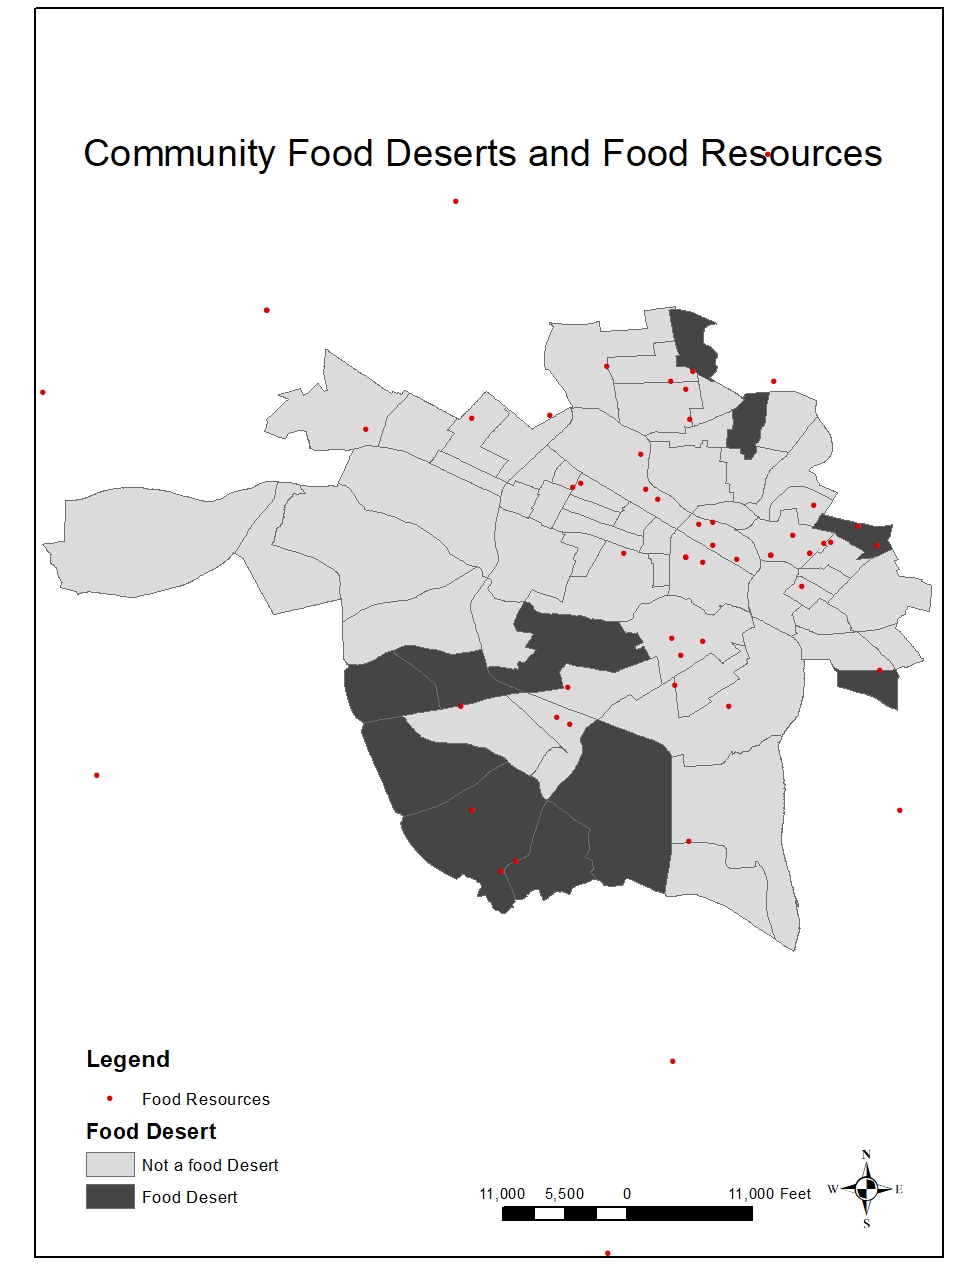 Community Food Deserts and Food Resources
Legend
Food Resources
Food Desert
Not a food Desert
Food Desert
11,000 5,500 0 11,000 Feet
N
W E
S